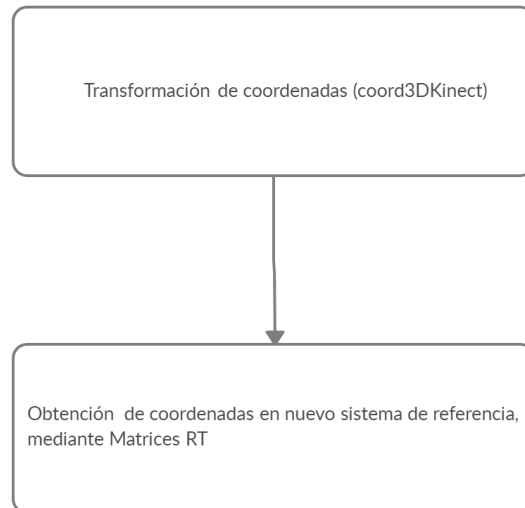 Transformación de coordenadas (coord3DKinect)
Obtención de coordenadas en nuevo sistema de referencia,
mediante Matrices RT